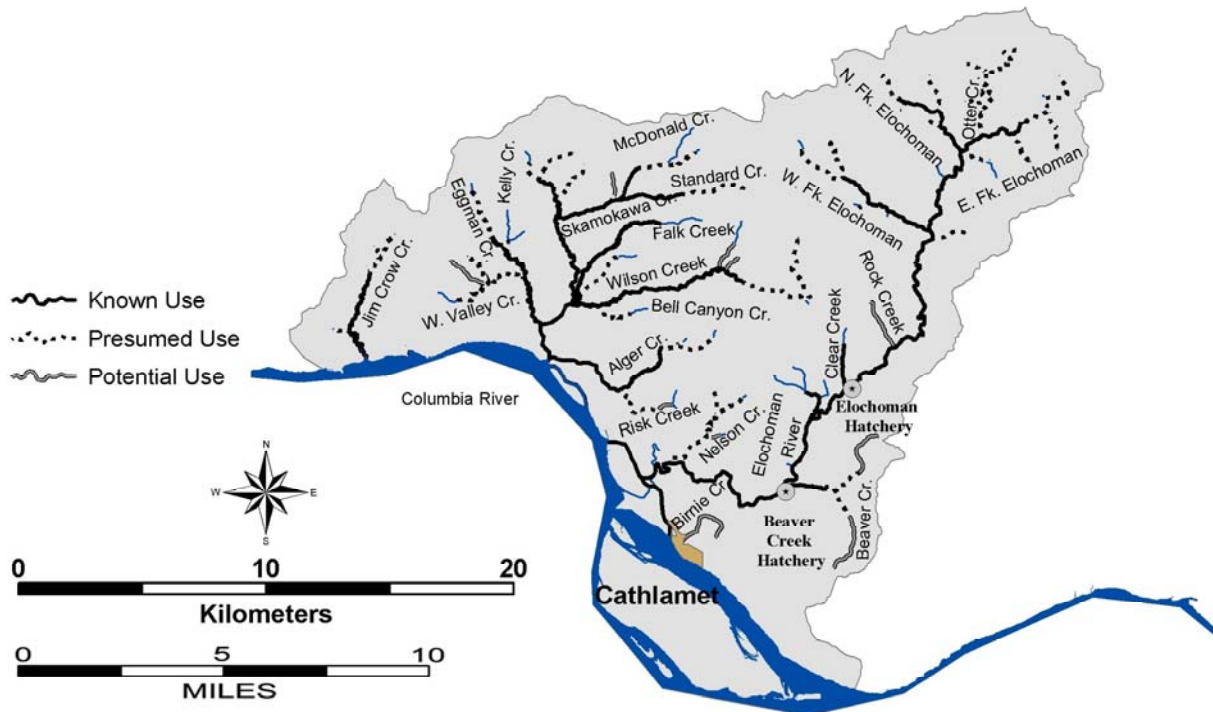 N. Fk. Elochoman
Otter Cr.
McDonald Cr.
Kelly Cr.
Standard Cr.
Eggman Cr.
W. Fk. Elochoman
E. Fk. Elochoman
Skamokawa Cr.
Falk Creek
Jim Crow Cr.
Wilson Creek
Rock Creek
Known Use
W. Valley Cr.
Bell Canyon Cr.
Presumed Use
Clear Creek
Alger Cr.
Potential Use
Columbia River
Elochoman
Hatchery
Risk Creek
Nelson Cr.
Elochoman
River
N
W
E
S
Birnie Cr.
Beaver Cr.
Beaver
Creek
Hatchery
0 10 20
Kilometers
Cathlamet
0 5 10
MILES